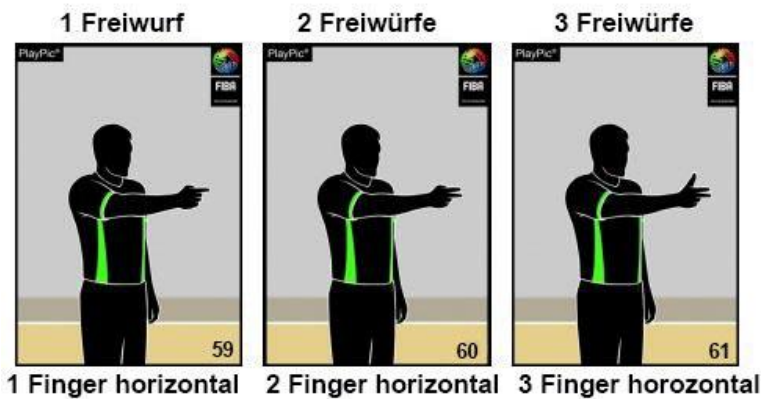 1 Freiwurf
2 Freiwürfe
3 Freiwürfe
PlayPic®
FIBA
PlayPic®
FIBA
PlayPic®
FIBA
59
60
61
1 Finger horizontal
2 Finger horizontal
3 Finger horozontal